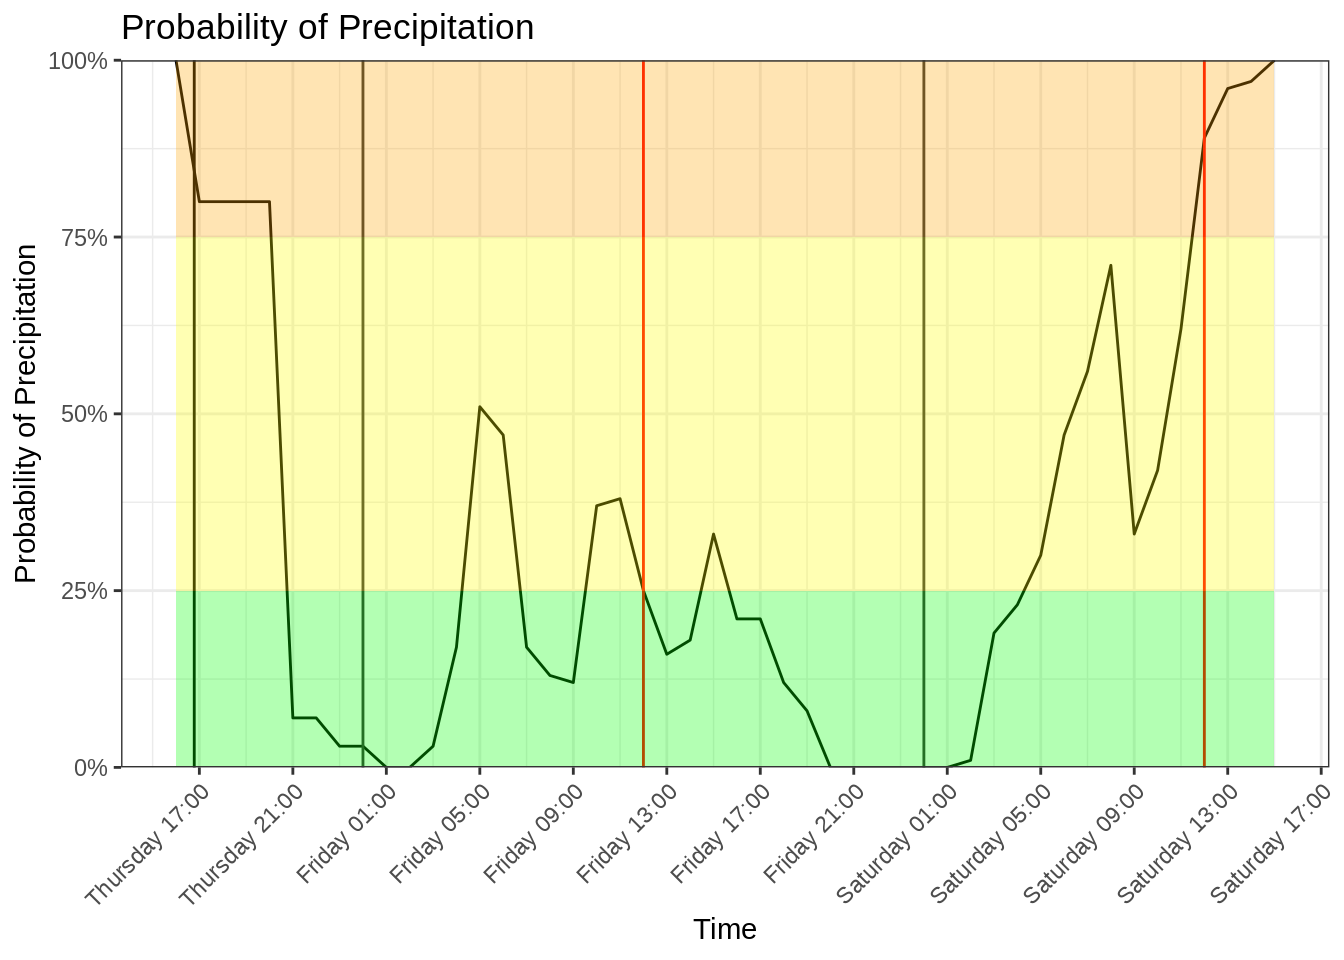 Probability of Precipitation
Probability of Precipitation
100%
75%
50%
25%
0%
Thursday 17:00
Thursday 21:00
Friday 01:00
Friday 05:00
Friday 09:00
Friday 13:00
Friday 17:00
Friday 21:00
Saturday 01:00
Saturday 05:00
Saturday 09:00
Saturday 13:00
Saturday 17:00
Time